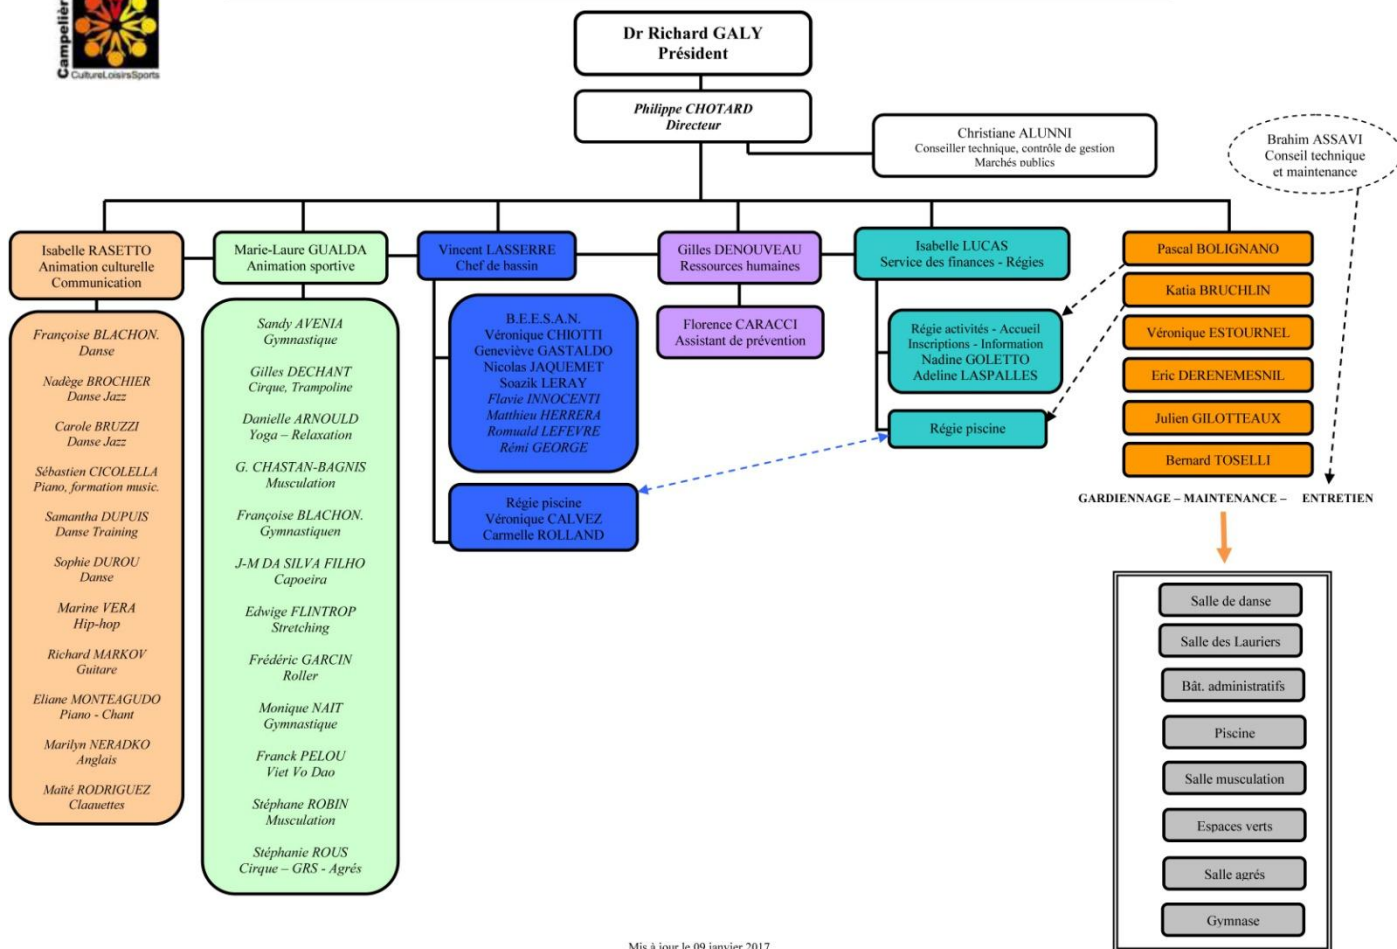 Campelièr
CultureLoisirsSports
Dr Richard GALY
Président
Philippe CHOTARD
Directeur
Christiane ALUNNI
Conseiller technique, contrôle de gestion
Marchés publics
Brahim ASSAVI
Conseil technique
et maintenance
Isabelle RASETTO
Animation culturelle
Communication
Marie-Laure GUALDA
Animation sportive
Vincent LASSERRE
Chef de bassin
Gilles DENOUVEAU
Ressources humaines
Isabelle LUCAS
Service des finances - Régies
Pascal BOLIGNANO
Katia BRUCHLIN
Véronique ESTOURNEL
Eric DERENEMESNIL
Julien GILOTTEAUX
Bernard TOSELLI
GARDIENNAGE – MAINTENANCE – ENTRETIEN
Françoise BLACHON.
Danse
Nadège BROCHIER
Danse Jazz
Carole BRUZZI
Danse Jazz
Sébastien CICOLELLA
Piano, formation music.
Samantha DUPUIS
Danse Training
Sophie DUROU
Danse
Marine VERA
Hip-hop
Richard MARKOV
Guitare
Eliane MONTEAGUDO
Piano - Chant
Marilyn NERADKO
Anglais
Maïté RODRIGUEZ
Claquettes
Sandy AVENIA
Gymnastique
Gilles DECHANT
Cirque, Trampoline
Danielle ARNOULD
Yoga – Relaxation
G. CHASTAN-BAGNIS
Musculation
Françoise BLACHON.
Gymnastiquen
J-M DA SILVA FILHO
Capoeira
Edwige FLINTROP
Stretching
Frédéric GARCIN
Roller
Monique NAIT
Gymnastique
Franck PELOU
Viet Vo Dao
Stéphane ROBIN
Musculation
Stéphanie ROUS
Cirque – GRS - Agrés
B.E.E.S.A.N.
Véronique CHIOTTI
Geneviève GASTALDO
Nicolas JAQUEMET
Soazik LERAY
Flavie INNOCENTI
Matthieu HERRERA
Romuald LEFEVRE
Rémi GEORGE
Régie piscine
Véronique CALVEZ
Carmelle ROLLAND
Florence CARACCI
Assistant de prévention
Régie activités - Accueil
Inscriptions - Information
Nadine GOLETTO
Adeline LASPALLES
Régie piscine
Salle de danse
Salle des Lauriers
Bât. administratifs
Piscine
Salle musculation
Espaces verts
Salle agrés
Gymnase
Mis à jour le 09 janvier 2017